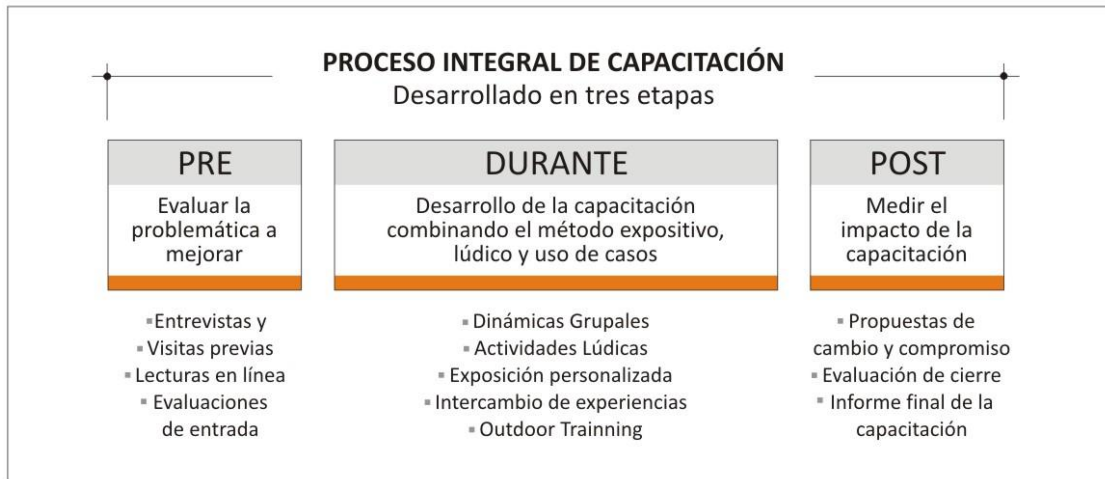 PROCESO INTEGRAL DE CAPACITACIÓN
Desarrollado en tres etapas
PRE
Evaluar la
problemática a
mejorar
▪Entrevistas y
▪Visitas previas
▪Lecturas en línea
▪Evaluaciones
de entrada
DURANTE
Desarrollo de la capacitación
combinando el método expositivo,
lúdico y uso de casos
▪Dinámicas Grupales
▪Actividades Lúdicas
▪Exposición personalizada
▪Intercambio de experiencias
▪Outdoor Trainning
POST
Medir el
impacto de la
capacitación
▪Propuestas de
cambio y compromiso
▪Evaluación de cierre
▪Informe final de la
capacitación